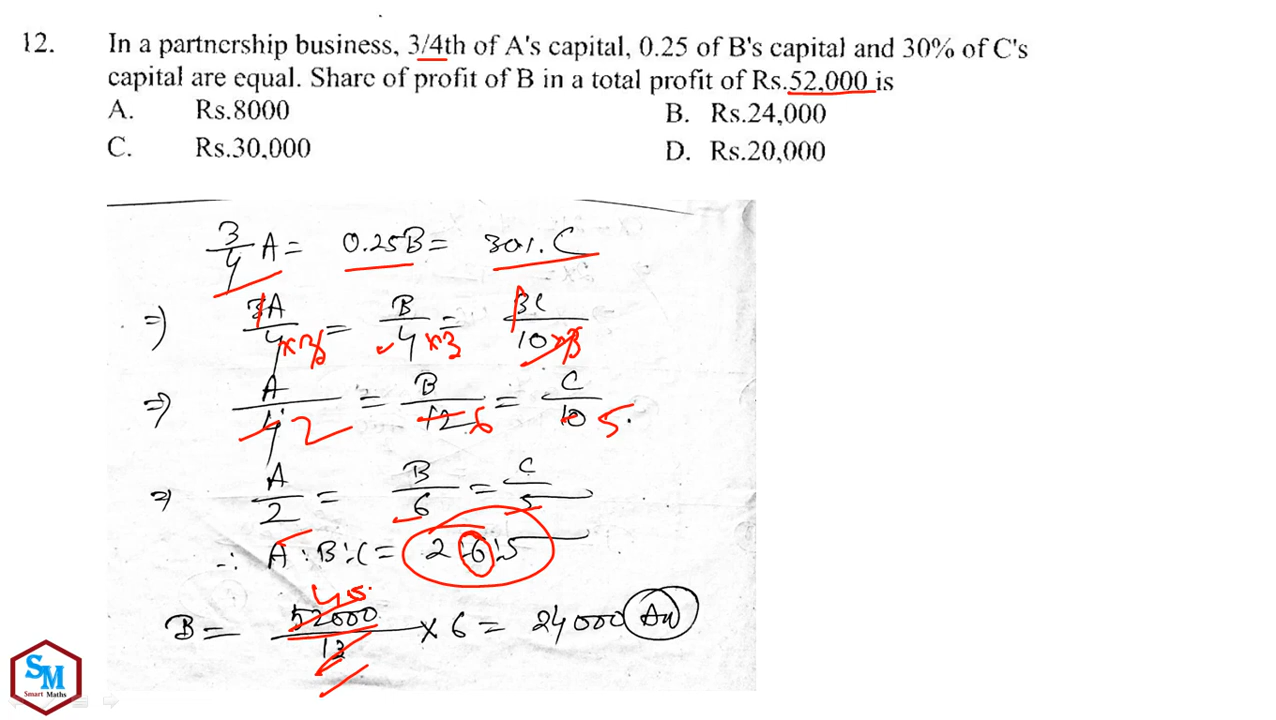 12. In a partnership business, 3/4th of A's capital, 0.25 of B's capital and 30% of C's
capital are equal. Share of profit of B in a total profit of Rs.52,000 is
A. Rs.8000 B. Rs.24,000
C. Rs.30,000 D. Rs.20,000
3/4 A = 0.25B = 30%. C
=) 3A/4 ×3 = B/4 ×3 = 3C/10 ×3
=) A/4 2 = B/12 6 = C/10 5.
=) A/2 = B/6 = C/5
∴ A : B : C = 2 : 6 : 5
B = 52000/13 × 6 = 24000 An
SM
Smart Maths